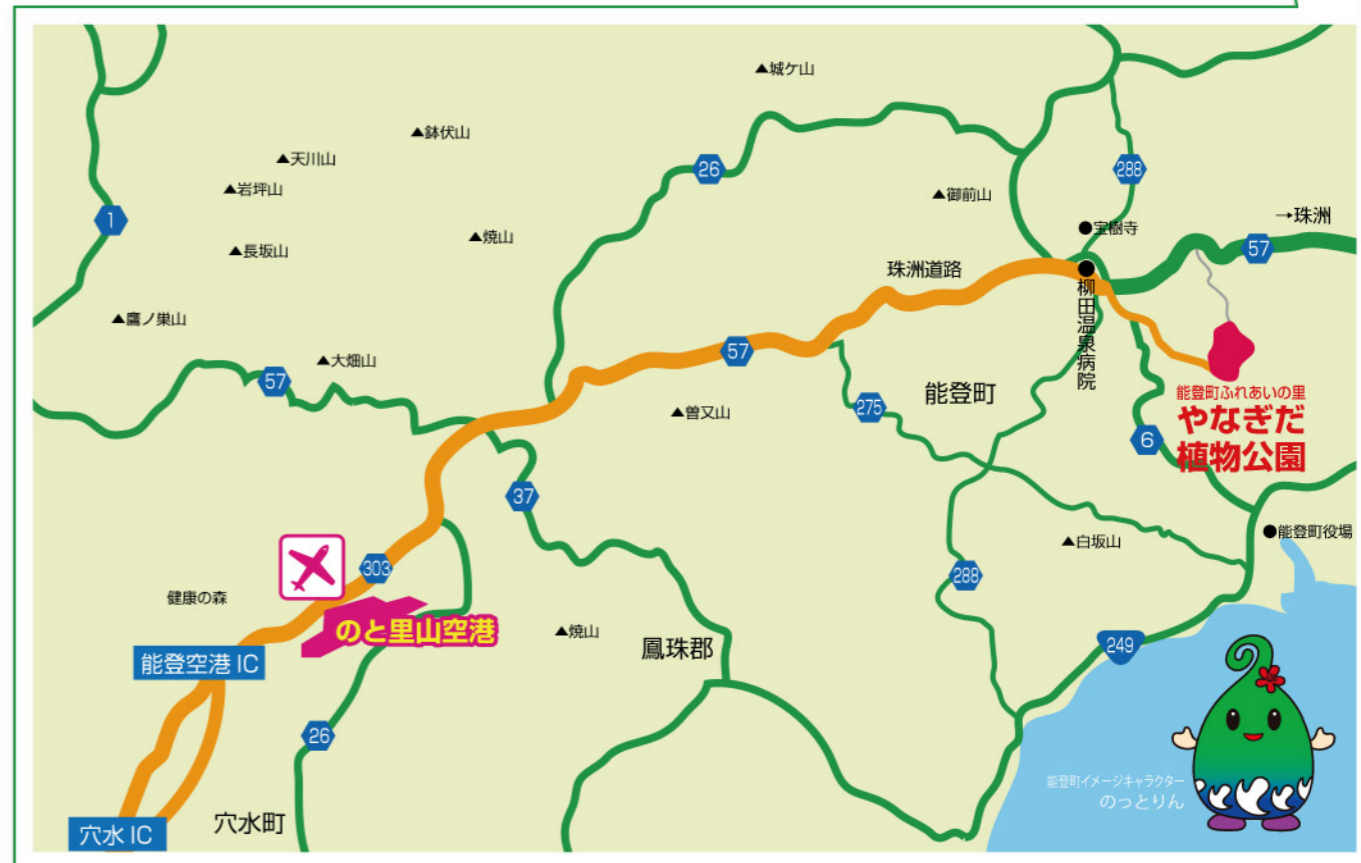 ▲城ケ山
▲鉢伏山
▲天川山
26
288
▲岩坪山
▲御前山
1
→珠洲
●宝樹寺
▲焼山
57
▲長坂山
珠洲道路
柳田温泉病院
▲鷹ノ巣山
57
▲大畑山
57
能登町ふれあいの里
やなぎだ
植物公園
能登町
275
▲曽又山
6
37
●能登町役場
▲白坂山
303
288
健康の森
のと里山空港
▲焼山
鳳珠郡
249
能登空港 IC
26
能登町イメージキャラクター
のっとりん
穴水町
穴水 IC